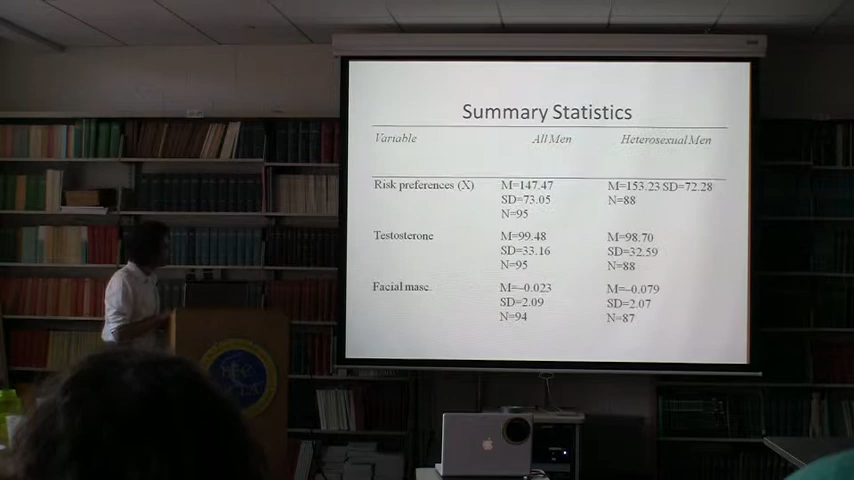 Summary Statistics
Variable All Men Heterosexual Men
Risk preferences (X) M=147.47 M=153.23 SD=72.28
SD=73.05 N=88
N=95
Testosterone M=99.48 M=98.70
SD=33.16 SD=32.59
N=95 N=88
Facial masc. M=-0.023 M=-0.079
SD=2.09 SD=2.07
N=94 N=87